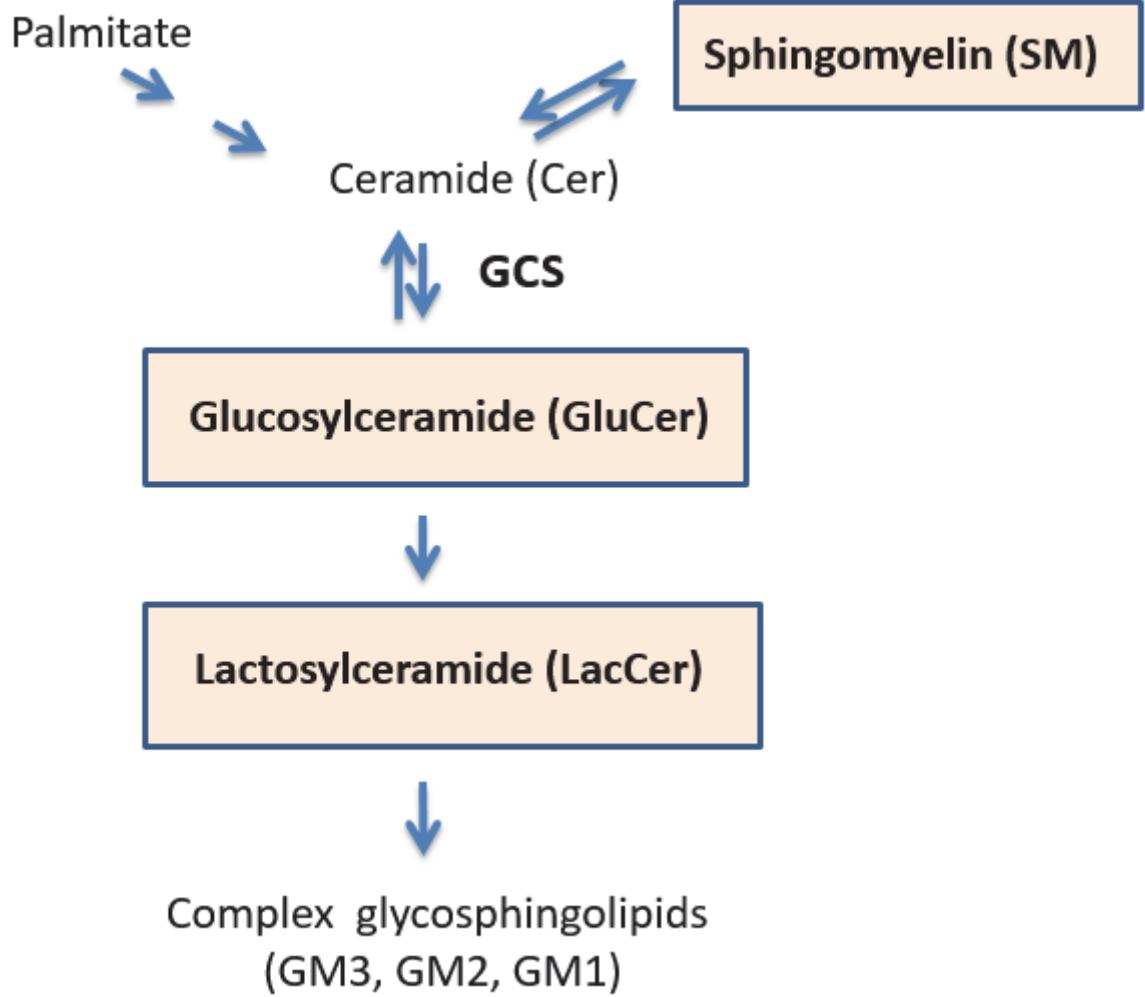 Palmitate
Sphingomyelin (SM)
Ceramide (Cer)
GCS
Glucosylceramide (GluCer)
Lactosylceramide (LacCer)
Complex glycosphingolipids
(GM3, GM2, GM1)